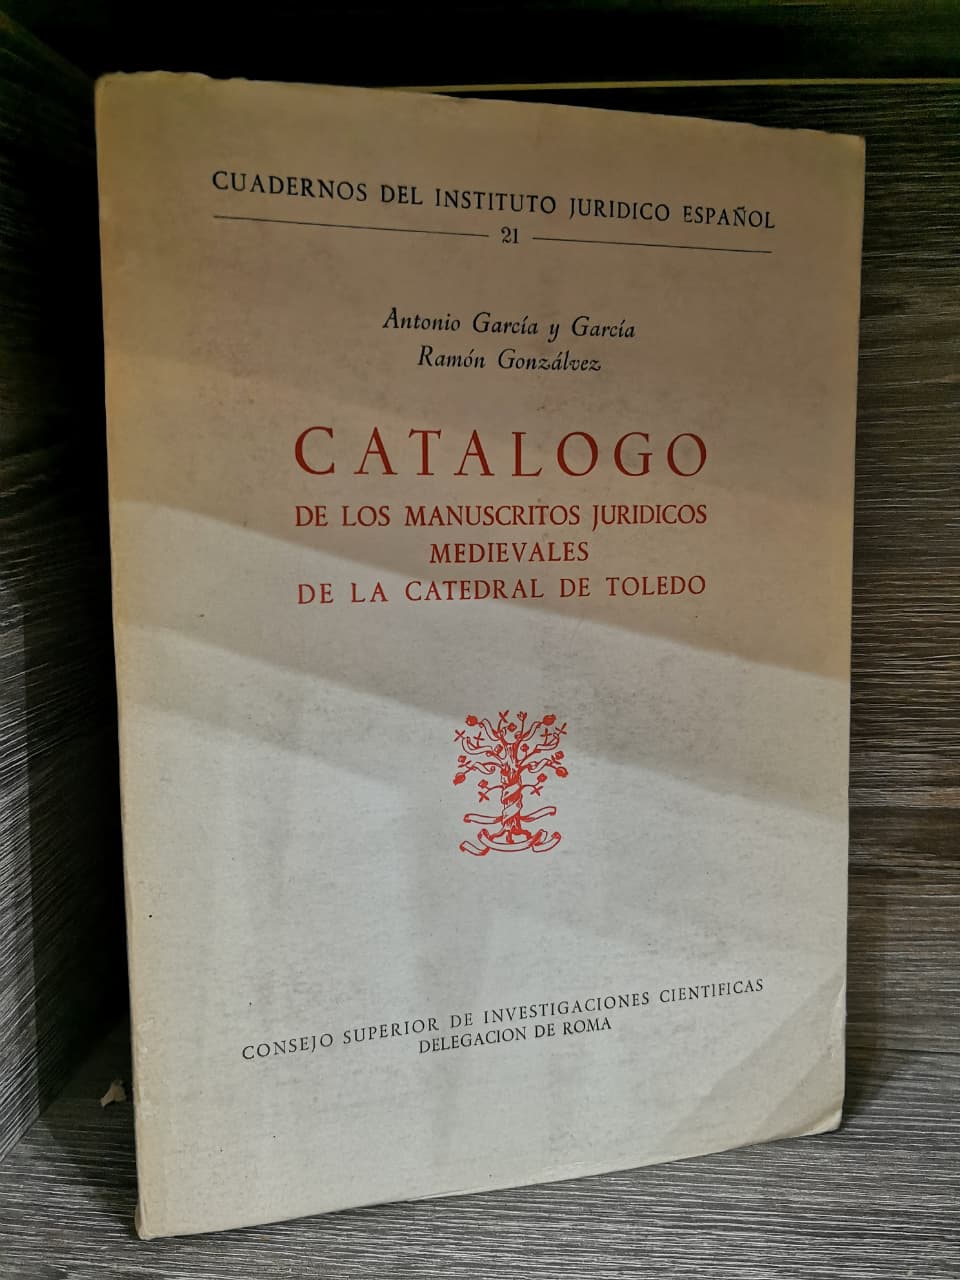 CUADERNOS DEL INSTITUTO JURIDICO ESPAÑOL
21
Antonio García y García
Ramón Gonzálvez
CATALOGO
DE LOS MANUSCRITOS JURIDICOS
MEDIEVALES
DE LA CATEDRAL DE TOLEDO
CONSEJO SUPERIOR DE INVESTIGACIONES CIENTIFICAS
DELEGACION DE ROMA